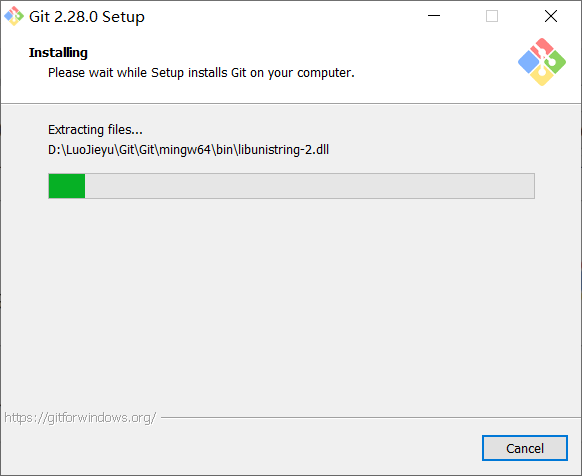 Git 2.28.0 Setup
Installing
Please wait while Setup installs Git on your computer.
Extracting files...
D:\LuoJieyu\Git\Git\mingw64\bin\libunistring-2.dll
https://gitforwindows.org/
Cancel